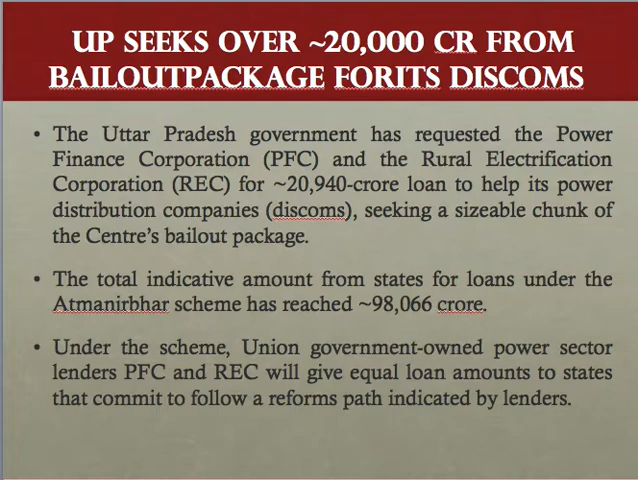 UP SEEKS OVER ~20,000 CR FROM
BAILOUTPACKAGE FORITS DISCOMS
• The Uttar Pradesh government has requested the Power
Finance Corporation (PFC) and the Rural Electrification
Corporation (REC) for ~20,940-crore loan to help its power
distribution companies (discoms), seeking a sizeable chunk of
the Centre's bailout package.
• The total indicative amount from states for loans under the
Atmanirbhar scheme has reached ~98,066 crore.
• Under the scheme, Union government-owned power sector
lenders PFC and REC will give equal loan amounts to states
that commit to follow a reforms path indicated by lenders.